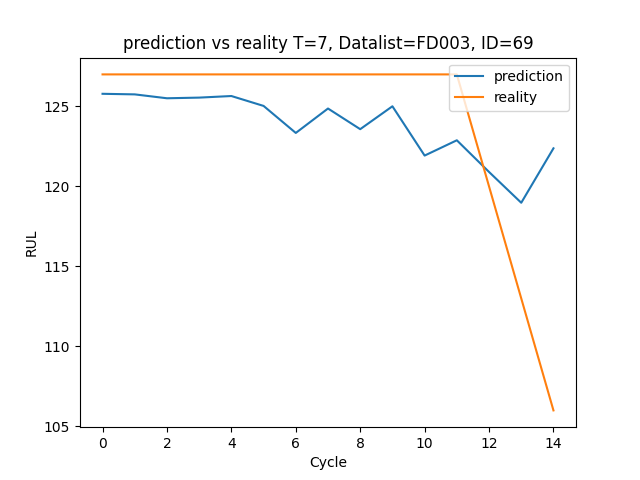 prediction vs reality T=7, Datalist=FD003, ID=69
prediction
reality
RUL
125
120
115
110
105
0 2 4 6 8 10 12 14
Cycle